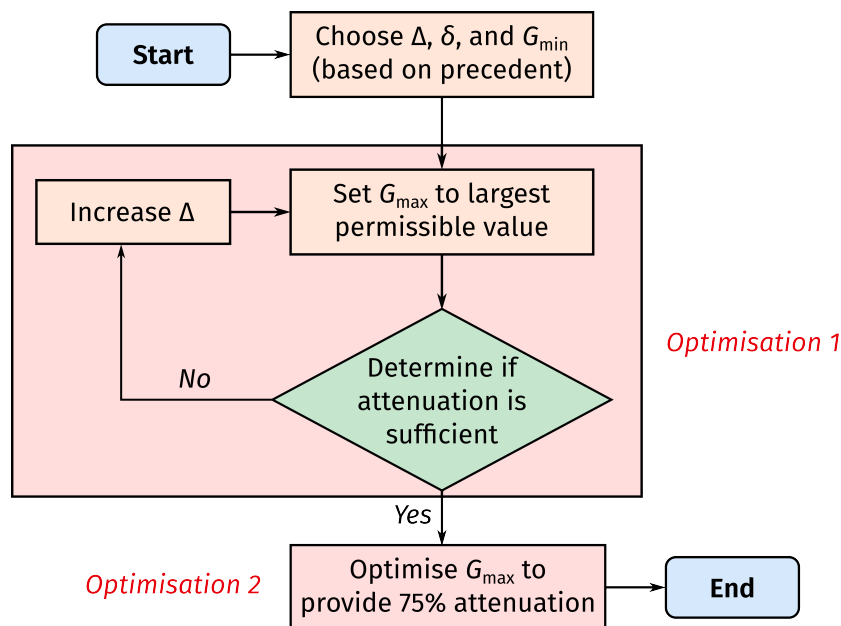 Start
Choose Δ, δ, and Gmin
(based on precedent)
Increase Δ
Set Gmax to largest
permissible value
Optimisation 1
No
Determine if
attenuation is
sufficient
Yes
Optimisation 2
Optimise Gmax to
provide 75% attenuation
End